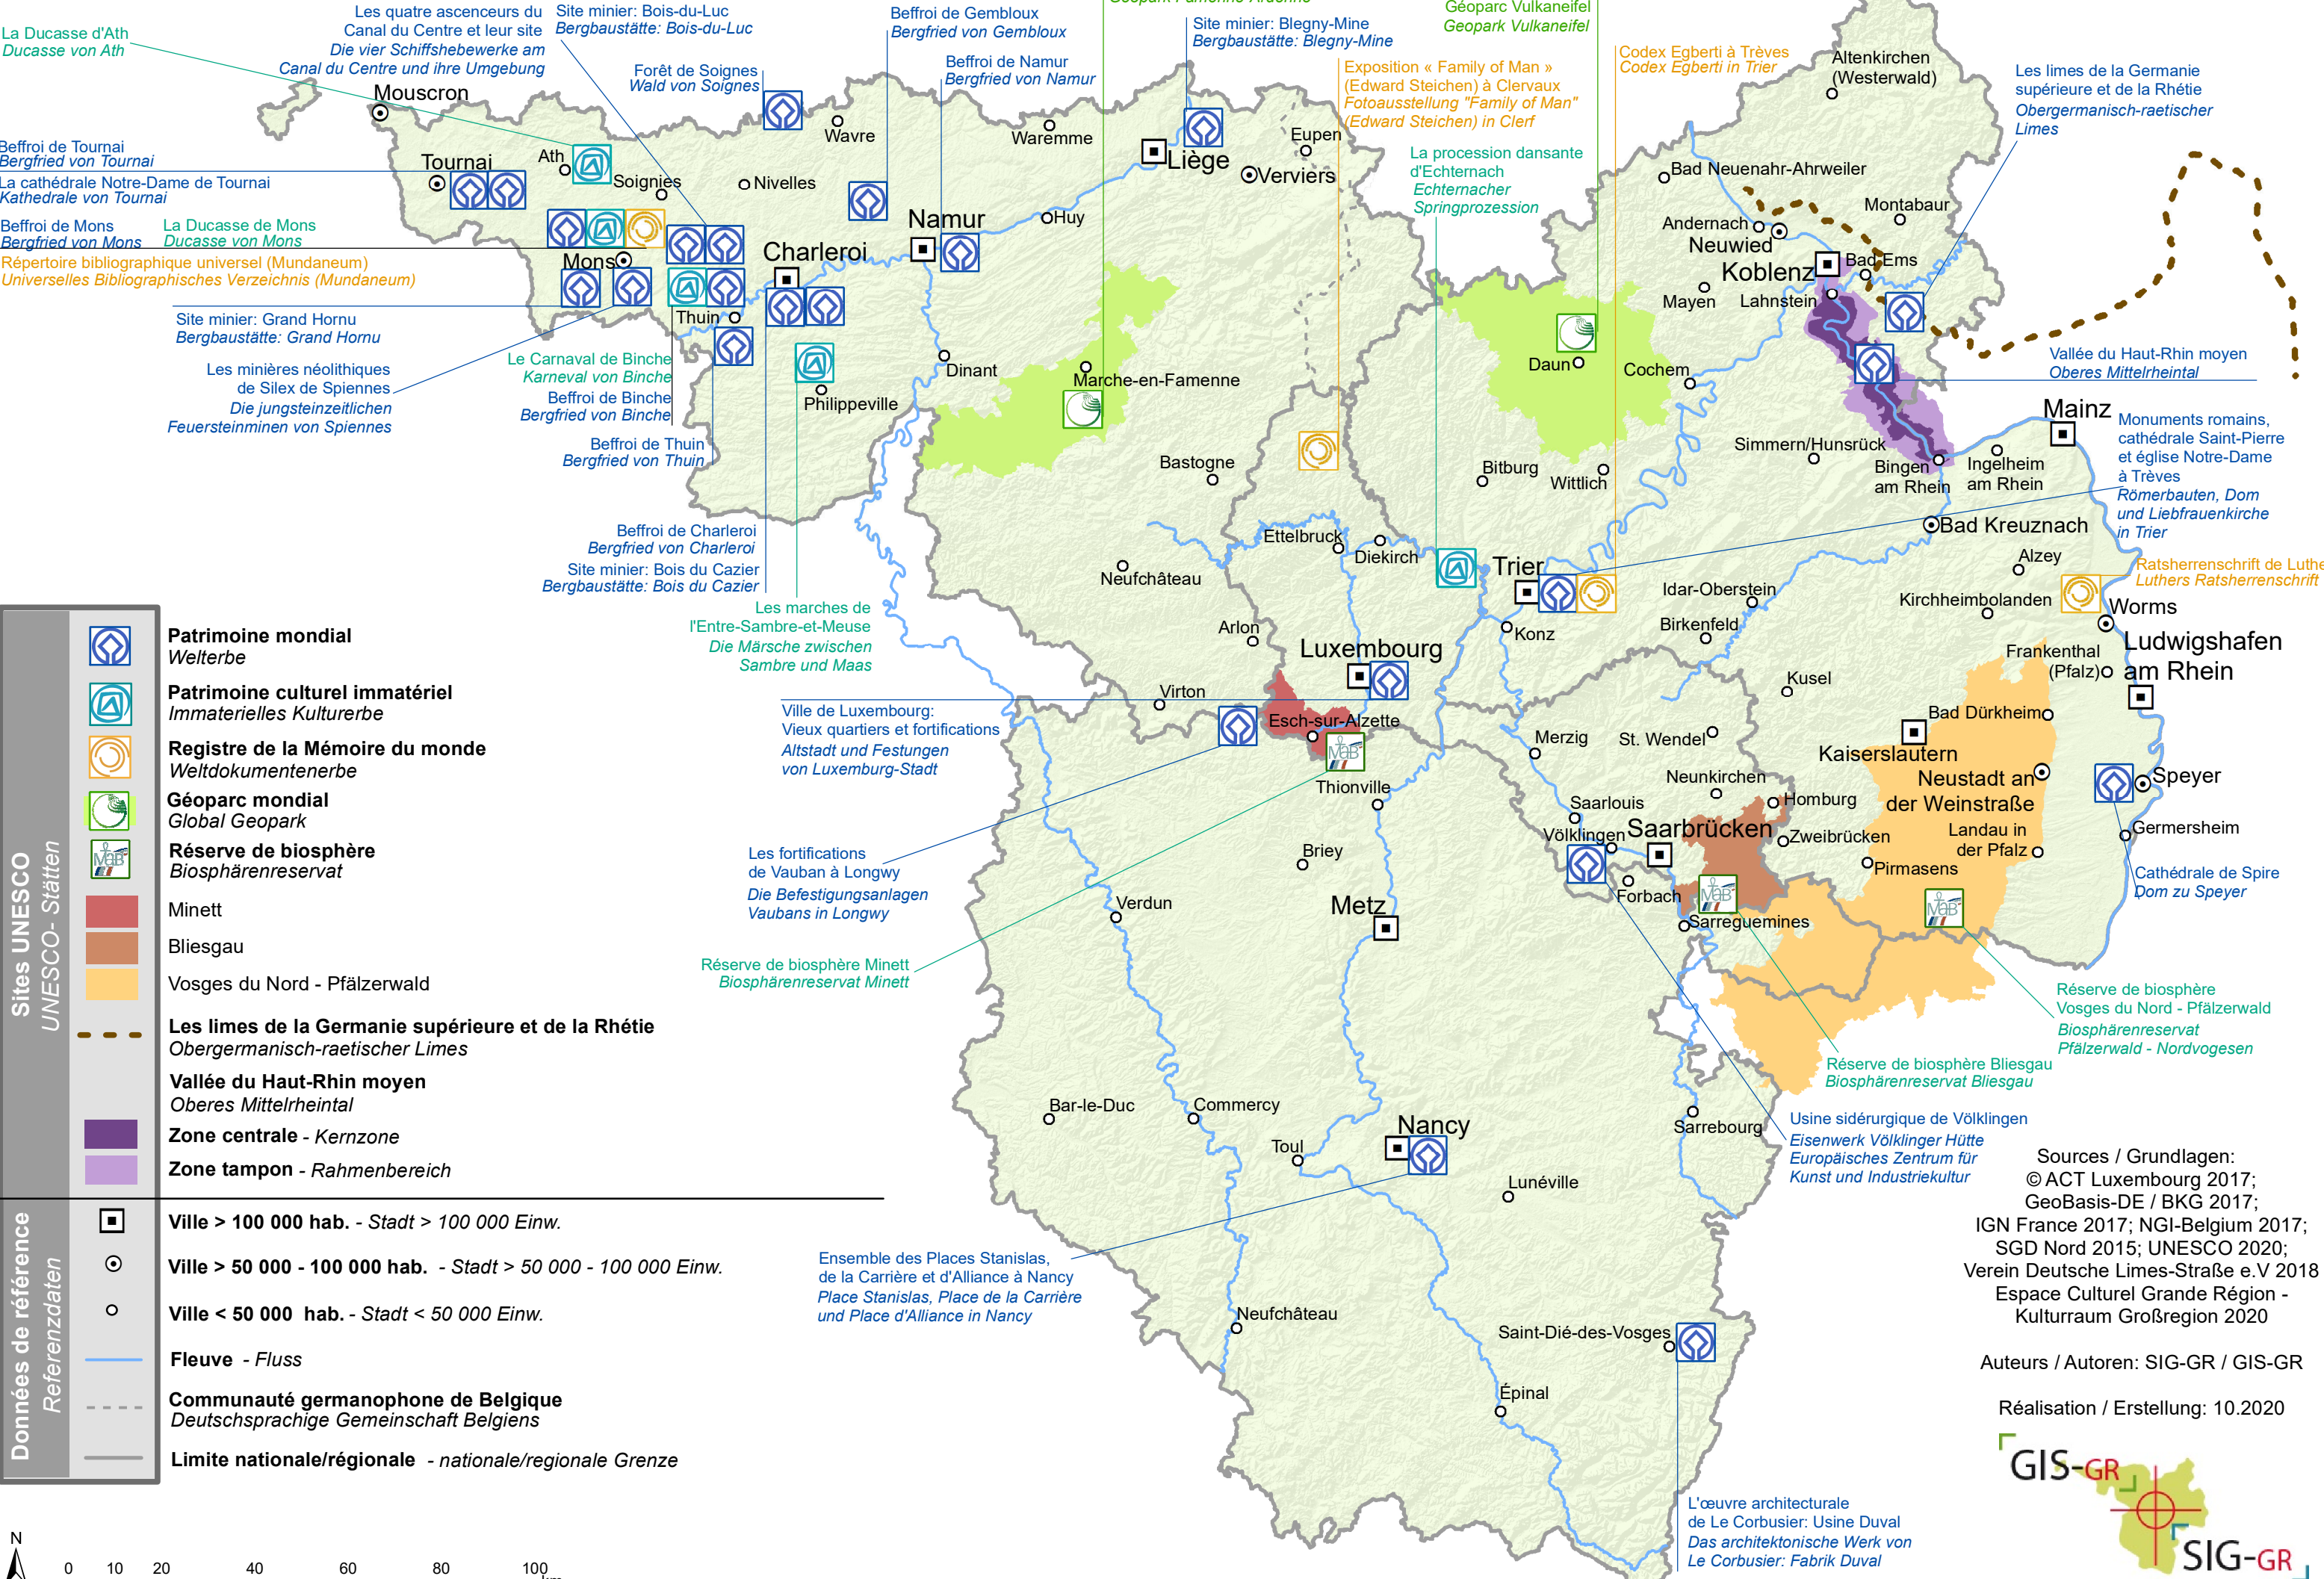 La Ducasse d'Ath
Ducasse von Ath
Les quatre ascenceurs du
Canal du Centre et leur site
Die vier Schiffshebewerke am
Canal du Centre und ihre Umgebung
Site minier: Bois-du-Luc
Bergbaustätte: Bois-du-Luc
Forêt de Soignes
Wald von Soignes
Beffroi de Gembloux
Bergfried von Gembloux
Beffroi de Namur
Bergfried von Namur
Site minier: Blegny-Mine
Bergbaustätte: Blegny-Mine
Géoparc Vulkaneifel
Geopark Vulkaneifel
Exposition « Family of Man »
(Edward Steichen) à Clervaux
Fotoausstellung "Family of Man"
(Edward Steichen) in Clerf
Codex Egberti à Trèves
Codex Egberti in Trier
La procession dansante
d'Echternach
Echternacher
Springprozession
Les limes de la Germanie
supérieure et de la Rhétie
Obergermanisch-raetischer
Limes
Beffroi de Tournai
Bergfried von Tournai
La cathédrale Notre-Dame de Tournai
Kathedrale von Tournai
Beffroi de Mons
Bergfried von Mons
La Ducasse de Mons
Ducasse von Mons
Répertoire bibliographique universel (Mundaneum)
Universelles Bibliographisches Verzeichnis (Mundaneum)
Site minier: Grand Hornu
Bergbaustätte: Grand Hornu
Les minières néolithiques
de Silex de Spiennes
Die jungsteinzeitlichen
Feuersteinminen von Spiennes
Le Carnaval de Binche
Karneval von Binche
Beffroi de Binche
Bergfried von Binche
Beffroi de Thuin
Bergfried von Thuin
Beffroi de Charleroi
Bergfried von Charleroi
Site minier: Bois du Cazier
Bergbaustätte: Bois du Cazier
Les marches de
l'Entre-Sambre-et-Meuse
Die Märsche zwischen
Sambre und Maas
Mouscron
Tournai
Ath
Soignies
Mons
Nivelles
Wavre
Waremme
Liège
Verviers
Eupen
Huy
Namur
Charleroi
Thuin
Philippeville
Dinant
Marche-en-Famenne
Bastogne
Neufchâteau
Arlon
Virton
Ettelbruck
Diekirch
Luxembourg
Esch-sur-Alzette
Altenkirchen
(Westerwald)
Bad Neuenahr-Ahrweiler
Montabaur
Andernach
Neuwied
Koblenz
Bad Ems
Lahnstein
Mayen
Daun
Cochem
Simmern/Hunsrück
Bitburg
Wittlich
Bingen
am Rhein
Ingelheim
am Rhein
Mainz
Bad Kreuznach
Alzey
Kirchheimbolanden
Worms
Ludwigshafen
am Rhein
Frankenthal
(Pfalz)
Trier
Konz
Idar-Oberstein
Birkenfeld
Kusel
Bad Dürkheim
Kaiserslautern
Neustadt an
der Weinstraße
Speyer
Germersheim
Landau in
der Pfalz
Pirmasens
Zweibrücken
Homburg
Neunkirchen
St. Wendel
Merzig
Saarlouis
Völklingen
Saarbrücken
Forbach
Sarreguemines
Thionville
Briey
Verdun
Metz
Bar-le-Duc
Commercy
Toul
Nancy
Lunéville
Sarrebourg
Neufchâteau
Saint-Dié-des-Vosges
Épinal
Vallée du Haut-Rhin moyen
Oberes Mittelrheintal
Monuments romains,
cathédrale Saint-Pierre
et église Notre-Dame
à Trèves
Römerbauten, Dom
und Liebfrauenkirche
in Trier
Ratsherrenschrift de Luthe
Luthers Ratsherrenschrift
Cathédrale de Spire
Dom zu Speyer
Réserve de biosphère
Vosges du Nord - Pfälzerwald
Biosphärenreservat
Pfälzerwald - Nordvogesen
Réserve de biosphère Bliesgau
Biosphärenreservat Bliesgau
Usine sidérurgique de Völklingen
Eisenwerk Völklinger Hütte
Europäisches Zentrum für
Kunst und Industriekultur
Ville de Luxembourg:
Vieux quartiers et fortifications
Altstadt und Festungen
von Luxemburg-Stadt
Les fortifications
de Vauban à Longwy
Die Befestigungsanlagen
Vaubans in Longwy
Réserve de biosphère Minett
Biosphärenreservat Minett
Ensemble des Places Stanislas,
de la Carrière et d'Alliance à Nancy
Place Stanislas, Place de la Carrière
und Place d'Alliance in Nancy
L'œuvre architecturale
de Le Corbusier: Usine Duval
Das architektonische Werk von
Le Corbusier: Fabrik Duval
MaB
MaB
MaB
Sites UNESCO
UNESCO- Stätten
Patrimoine mondial
Welterbe
Patrimoine culturel immatériel
Immaterielles Kulturerbe
Registre de la Mémoire du monde
Weltdokumentenerbe
Géoparc mondial
Global Geopark
MaB
Réserve de biosphère
Biosphärenreservat
Minett
Bliesgau
Vosges du Nord - Pfälzerwald
Les limes de la Germanie supérieure et de la Rhétie
Obergermanisch-raetischer Limes
Vallée du Haut-Rhin moyen
Oberes Mittelrheintal
Zone centrale - Kernzone
Zone tampon - Rahmenbereich
Données de référence
Referenzdaten
Ville > 100 000 hab. - Stadt > 100 000 Einw.
Ville > 50 000 - 100 000 hab. - Stadt > 50 000 - 100 000 Einw.
Ville < 50 000 hab. - Stadt < 50 000 Einw.
Fleuve - Fluss
Communauté germanophone de Belgique
Deutschsprachige Gemeinschaft Belgiens
Limite nationale/régionale - nationale/regionale Grenze
N
0 10 20 40 60 80 100
Sources / Grundlagen:
© ACT Luxembourg 2017;
GeoBasis-DE / BKG 2017;
IGN France 2017; NGI-Belgium 2017;
SGD Nord 2015; UNESCO 2020;
Verein Deutsche Limes-Straße e.V 2018
Espace Culturel Grande Région -
Kulturraum Großregion 2020
Auteurs / Autoren: SIG-GR / GIS-GR
Réalisation / Erstellung: 10.2020
GIS-GR
SIG-GR